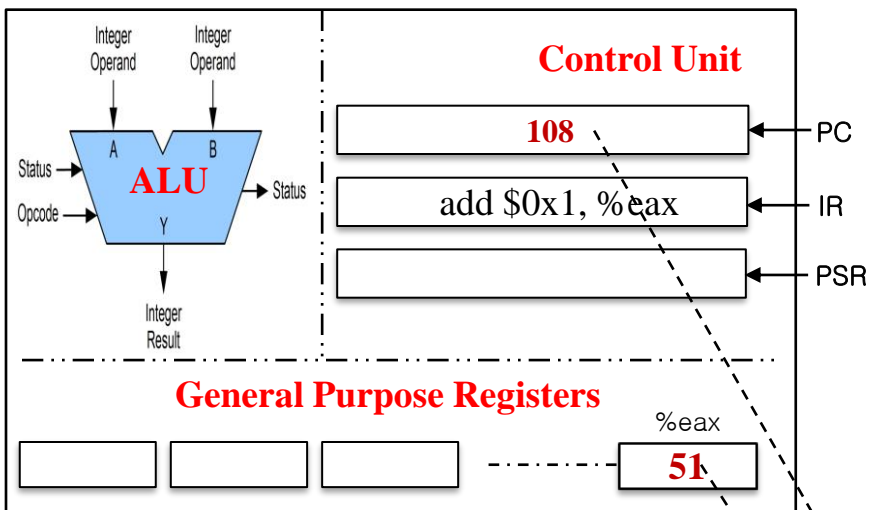 Integer
Operand
Integer
Operand
Control Unit
108
PC
A
B
Status
ALU
Status
add $0x1, %eax
IR
Opcode
Y
PSR
Integer
Result
General Purpose Registers
%eax
51